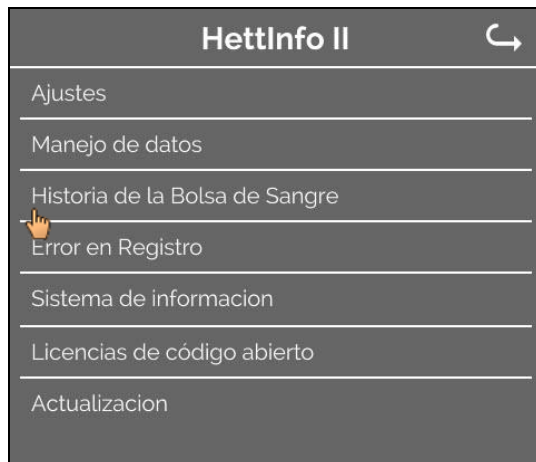 HettInfo II
Ajustes
Manejo de datos
Historia de la Bolsa de Sangre
Error en Registro
Sistema de informacion
Licencias de código abierto
Actualizacion